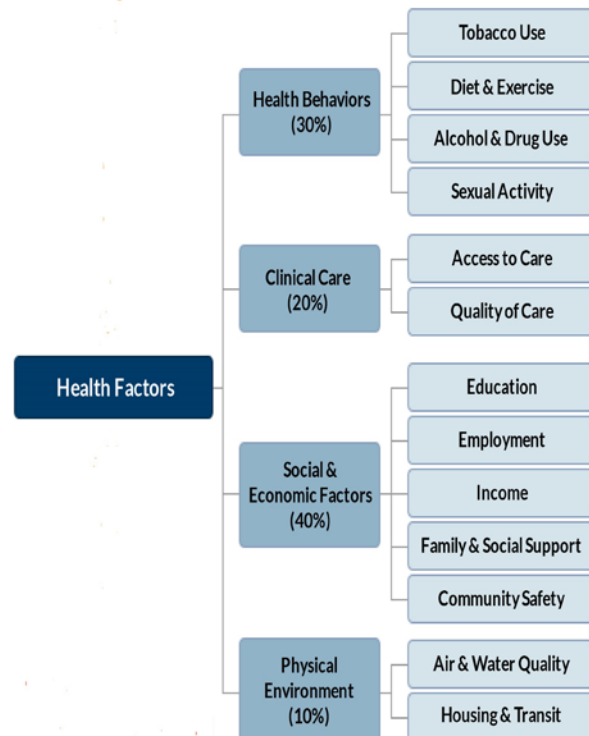 Health Factors
Health Behaviors
(30%)
Tobacco Use
Diet & Exercise
Alcohol & Drug Use
Sexual Activity
Clinical Care
(20%)
Access to Care
Quality of Care
Social &
Economic Factors
(40%)
Education
Employment
Income
Family & Social Support
Community Safety
Physical
Environment
(10%)
Air & Water Quality
Housing & Transit